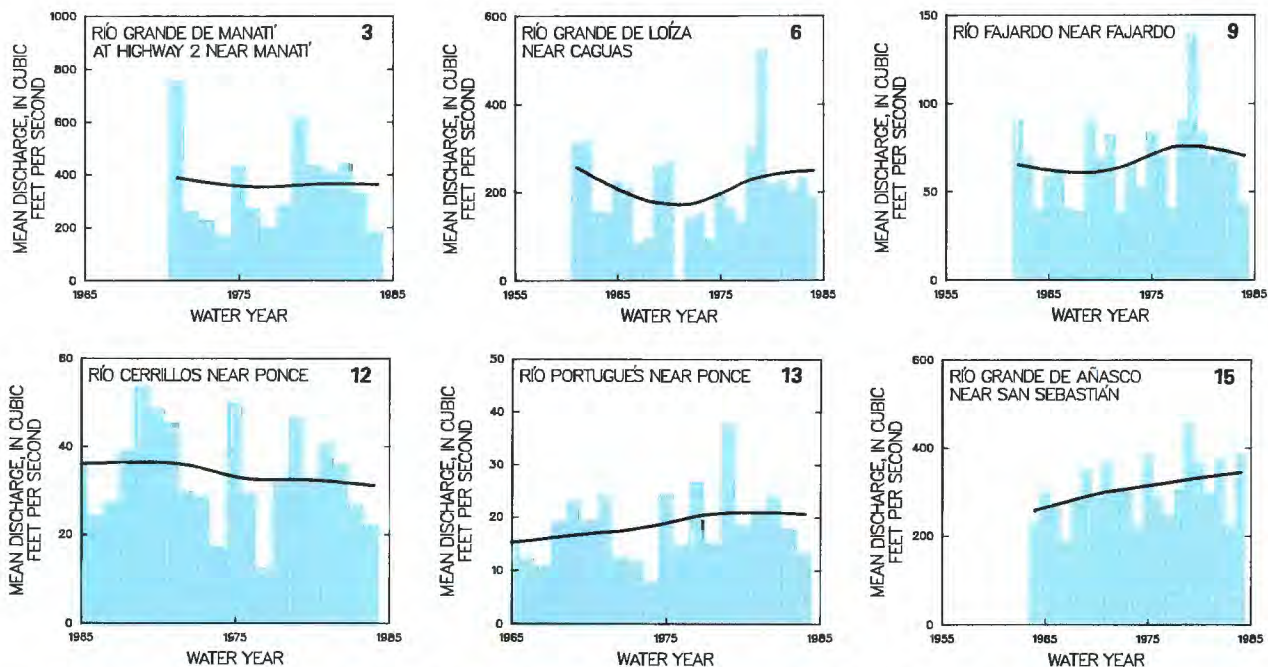 RÍO GRANDE DE MANATÍ
AT HIGHWAY 2 NEAR MANATÍ
3
MEAN DISCHARGE, IN CUBIC
FEET PER SECOND
1000
800
600
400
200
0
1965
1975
1985
WATER YEAR
RÍO GRANDE DE LOÍZA
NEAR CAGUAS
6
MEAN DISCHARGE, IN CUBIC
FEET PER SECOND
600
400
200
0
1955
1965
1975
1985
WATER YEAR
RÍO FAJARDO NEAR FAJARDO
9
MEAN DISCHARGE, IN CUBIC
FEET PER SECOND
150
100
50
0
1955
1965
1975
1985
WATER YEAR
RÍO CERRILLOS NEAR PONCE
12
MEAN DISCHARGE, IN CUBIC
FEET PER SECOND
60
40
20
0
1985
1975
1985
WATER YEAR
RÍO PORTUGUÉS NEAR PONCE
13
MEAN DISCHARGE, IN CUBIC
FEET PER SECOND
50
40
30
20
10
0
1965
1975
1985
WATER YEAR
RÍO GRANDE DE AÑASCO
NEAR SAN SEBASTIÁN
15
MEAN DISCHARGE, IN CUBIC
FEET PER SECOND
600
400
200
0
1955
1965
1975
1985
WATER YEAR